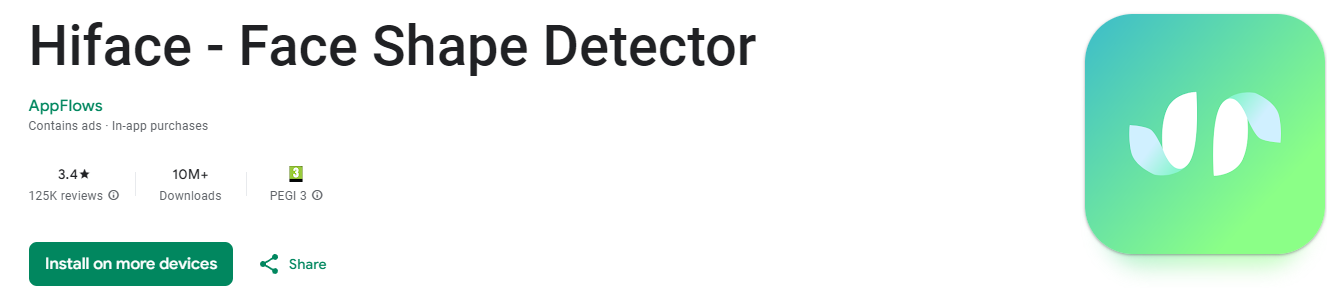 Hiface - Face Shape Detector
AppFlows
Contains ads · In-app purchases
3.4★ 10M+ 3
125K reviews Downloads PEGI 3
Install on more devices Share